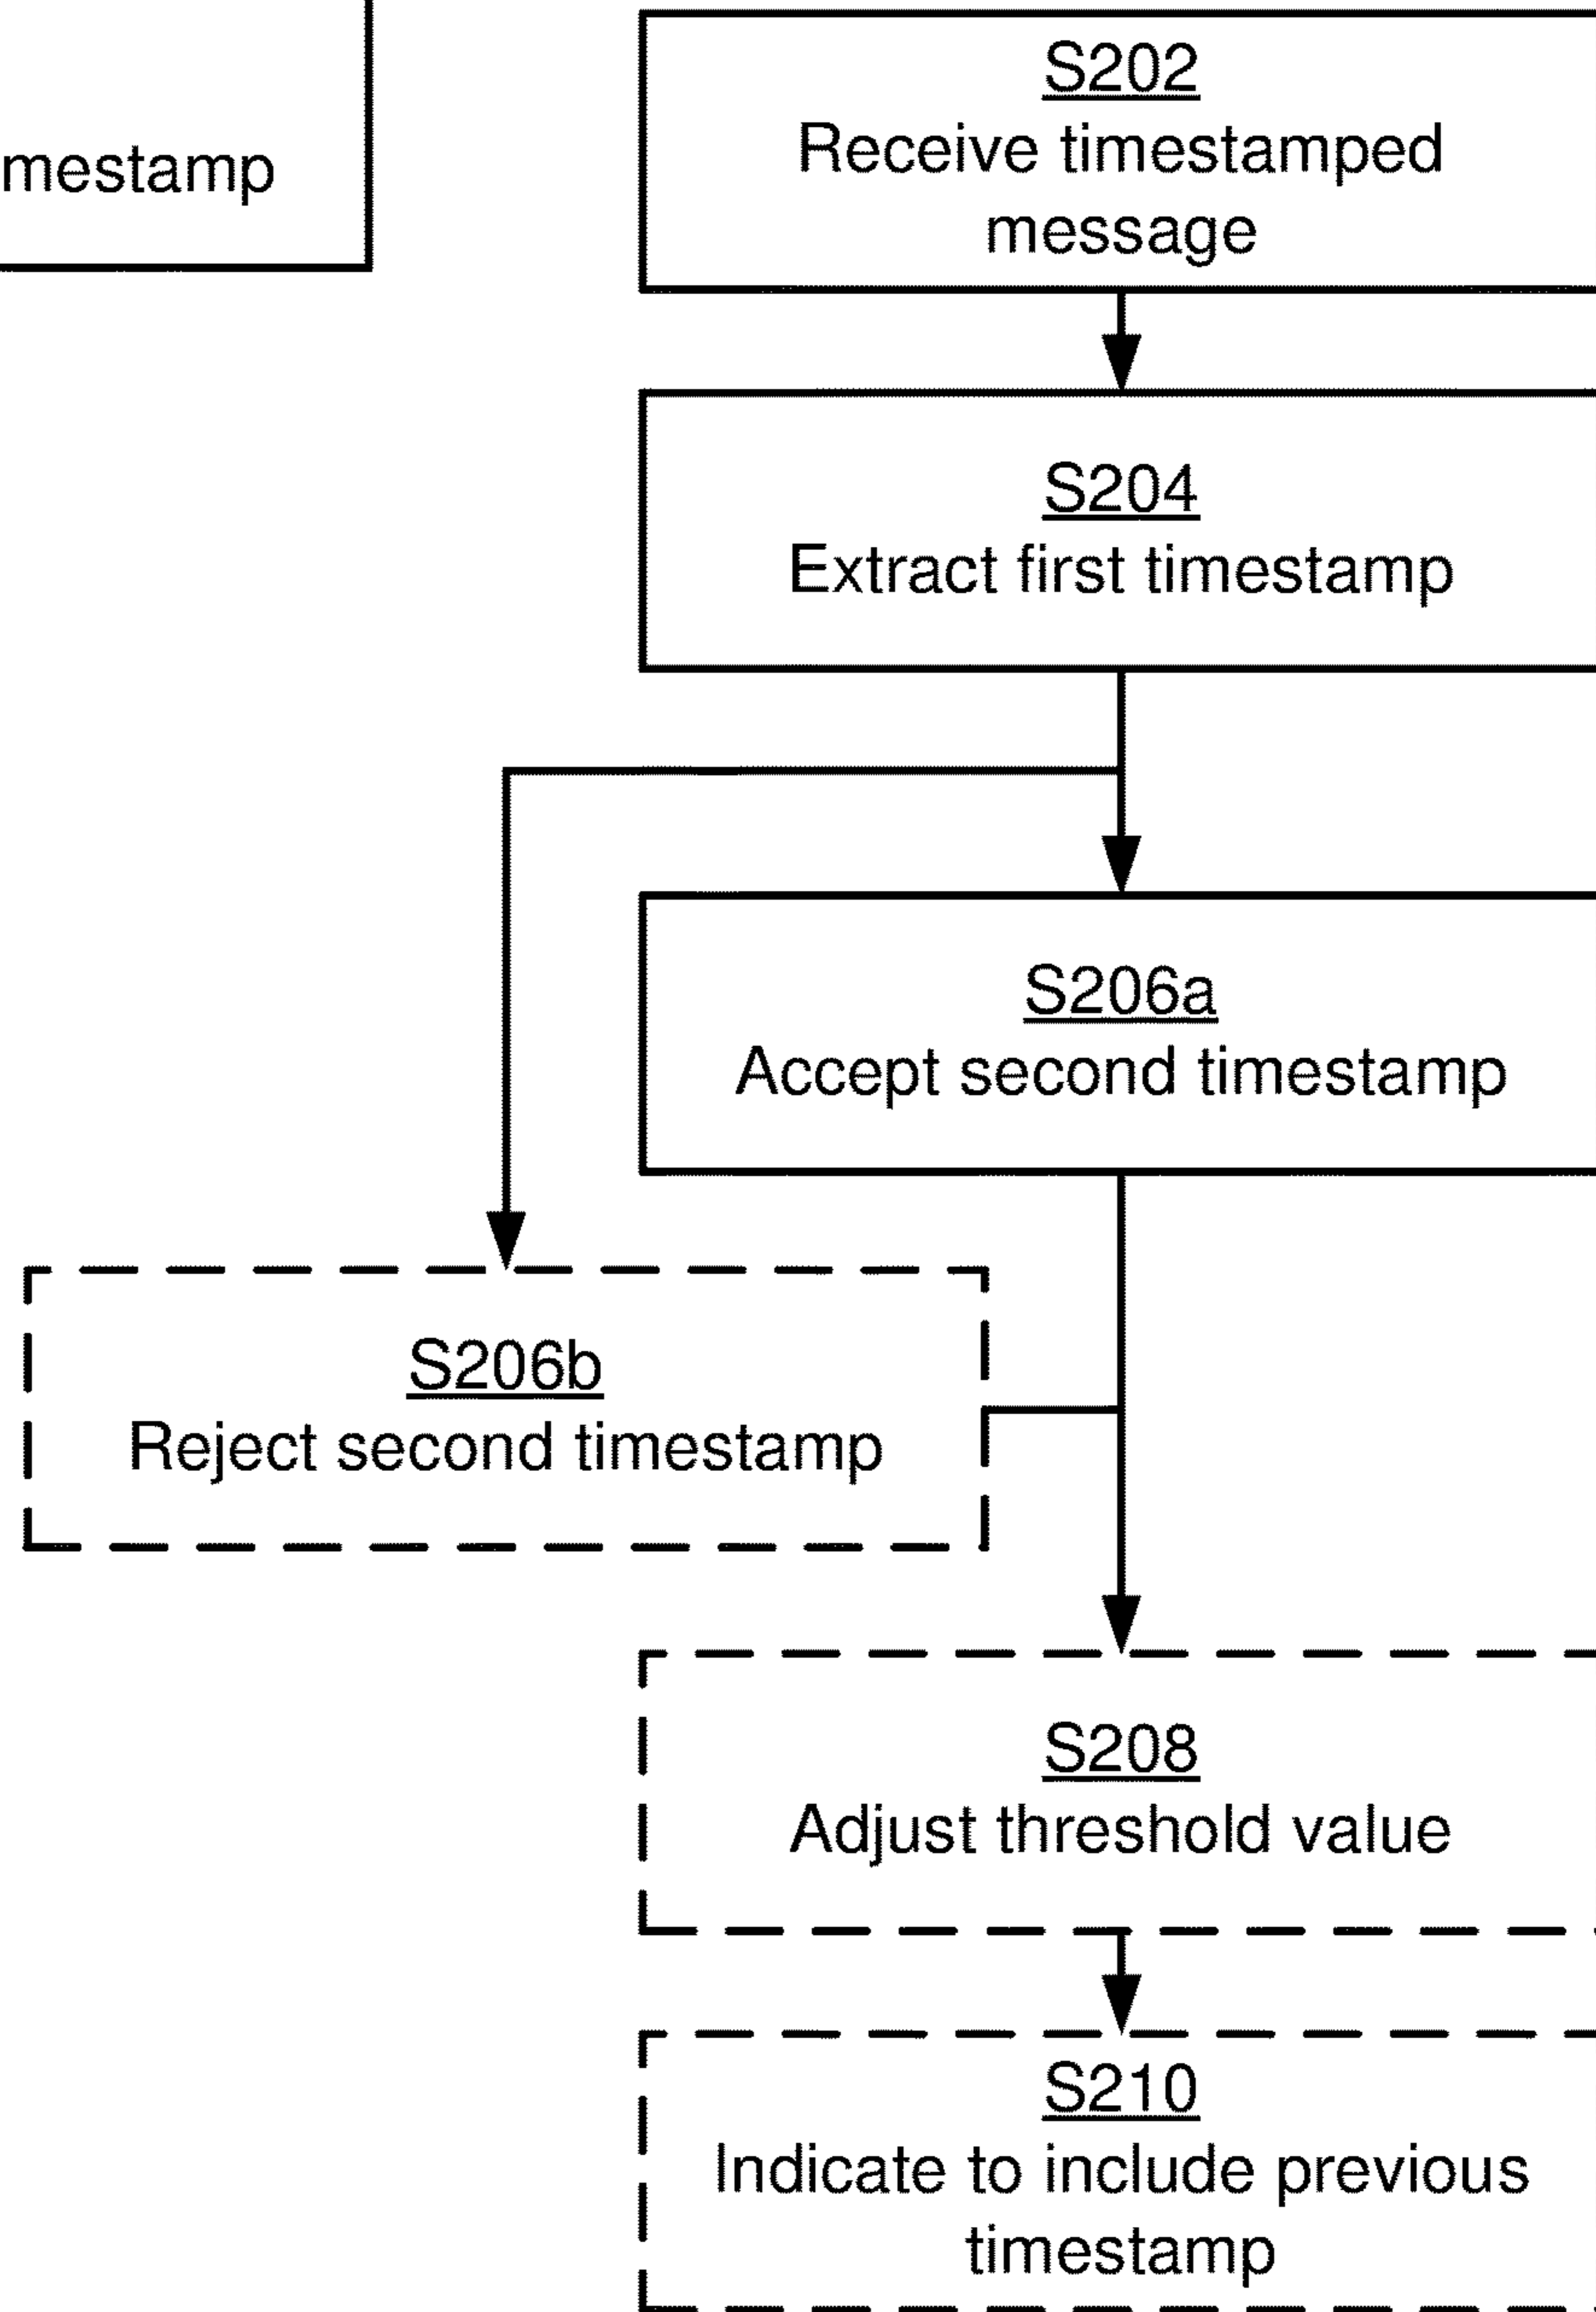 mestamp
S202
Receive timestamped
message
S204
Extract first timestamp
S206a
Accept second timestamp
S206b
Reject second timestamp
S208
Adjust threshold value
S210
Indicate to include previous
timestamp